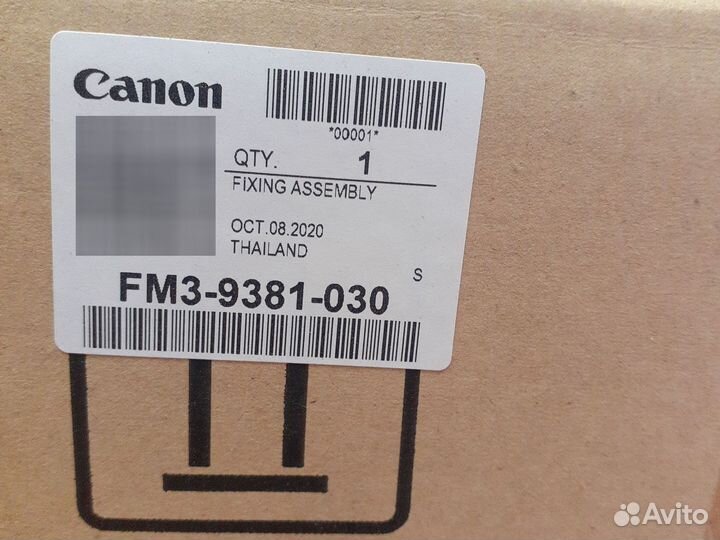 Canon
*00001*
QTY. 1
FIXING ASSEMBLY
OCT.08.2020
THAILAND
S
FM3-9381-030
Avito